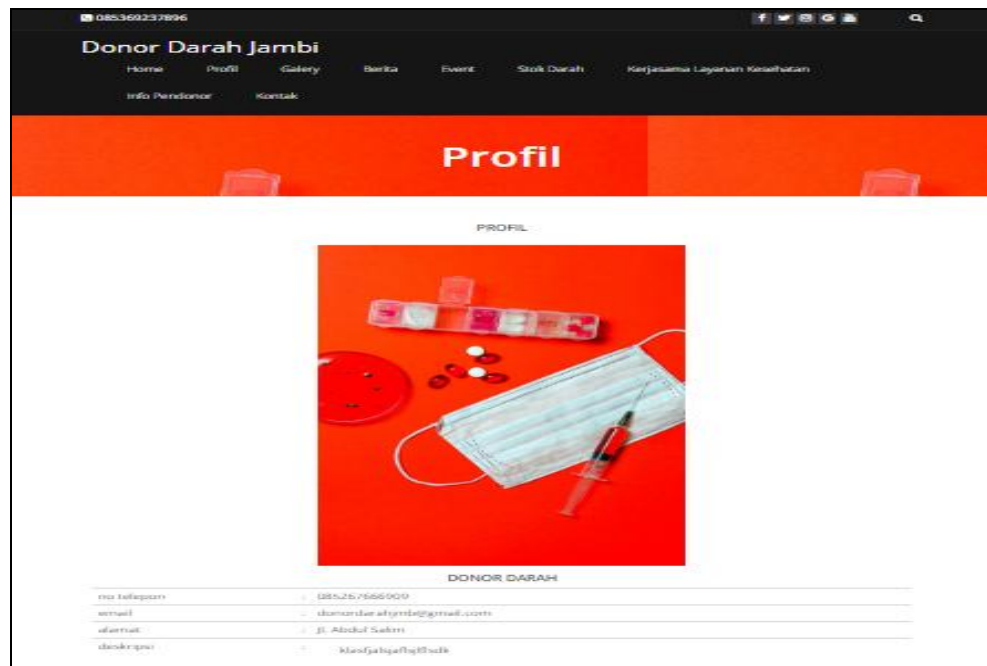 085369237896
Donor Darah Jambi
Home Profil Galery Berita Event Stok Darah Kerjasama Layanan Kesehatan
Info Pendonor Kontak
Profil
PROFIL
DONOR DARAH
no telepon : 085267666909
email : donordarahjmb@gmail.com
alamat : Jl. Abdul Salim
deskripsi :